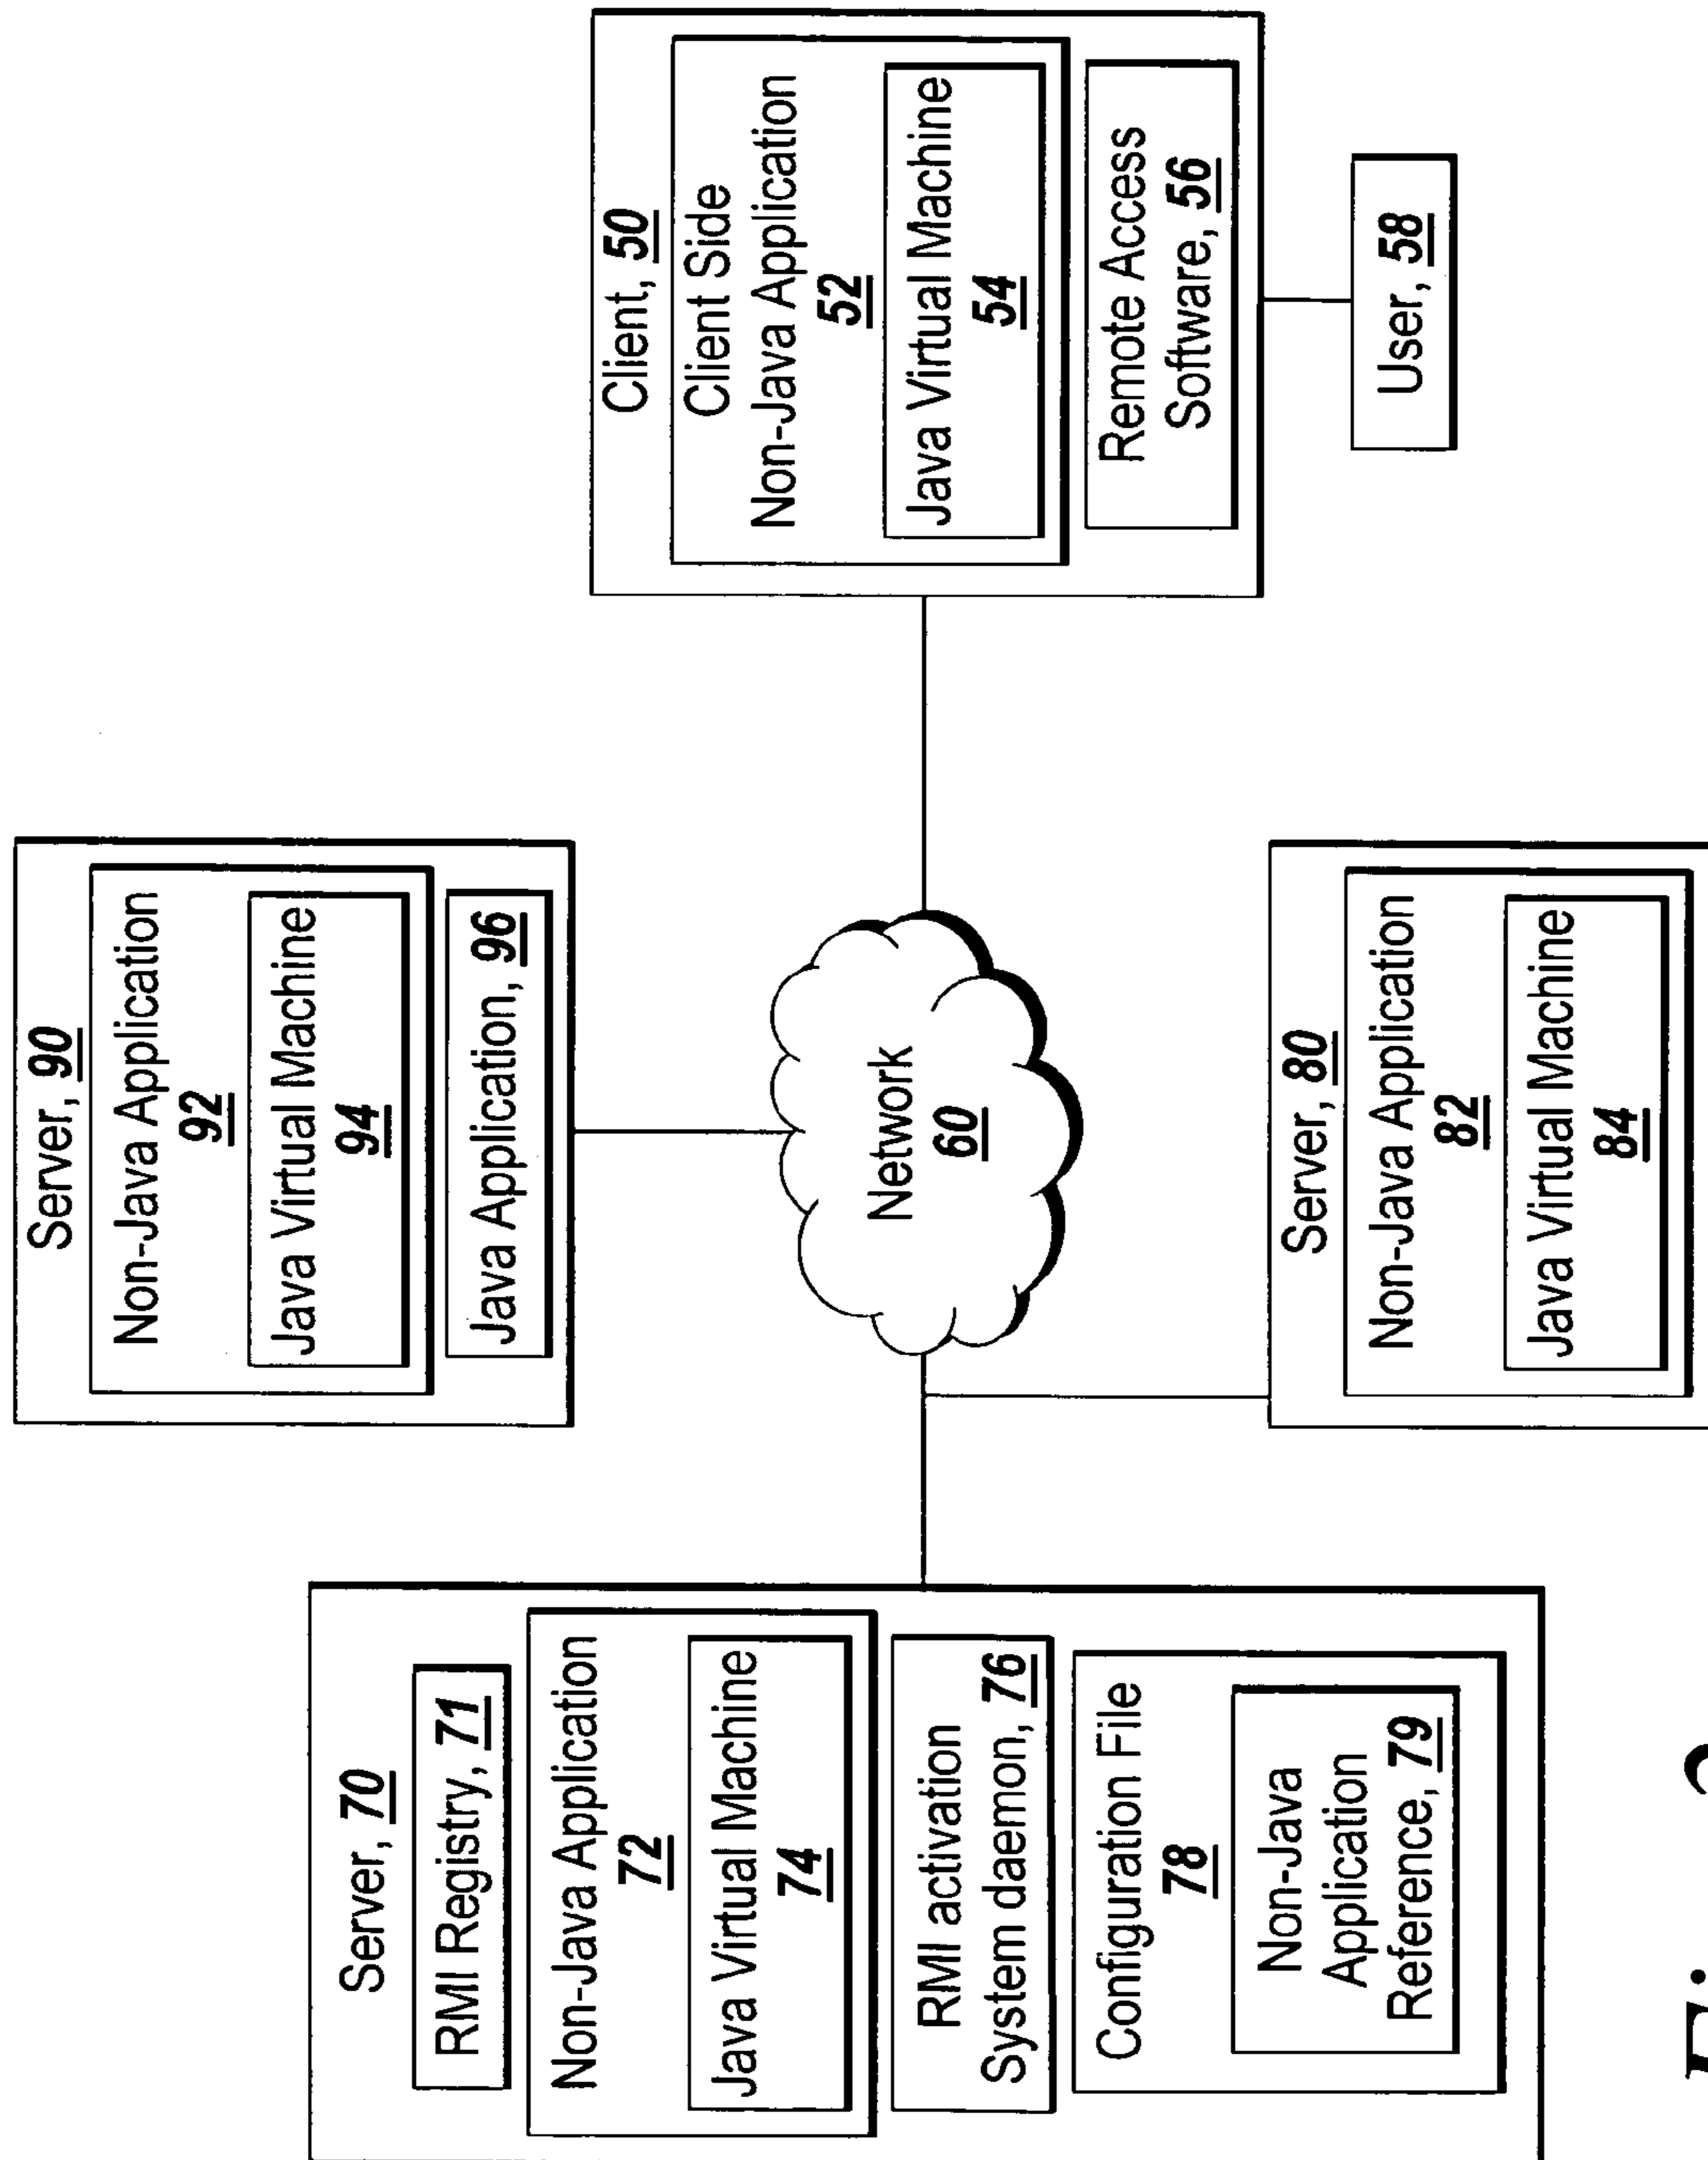 Server, 70
RMI Registry, 71
Non-Java Application
72
Java Virtual Machine
74
RMI activation
System daemon, 76
Configuration File
78
Non-Java
Application
Reference, 79
Server, 90
Non-Java Application
92
Java Virtual Machine
94
Java Application, 96
Network
60
Server, 80
Non-Java Application
82
Java Virtual Machine
84
Client, 50
Client Side
Non-Java Application
52
Java Virtual Machine
54
Remote Access
Software, 56
User, 58